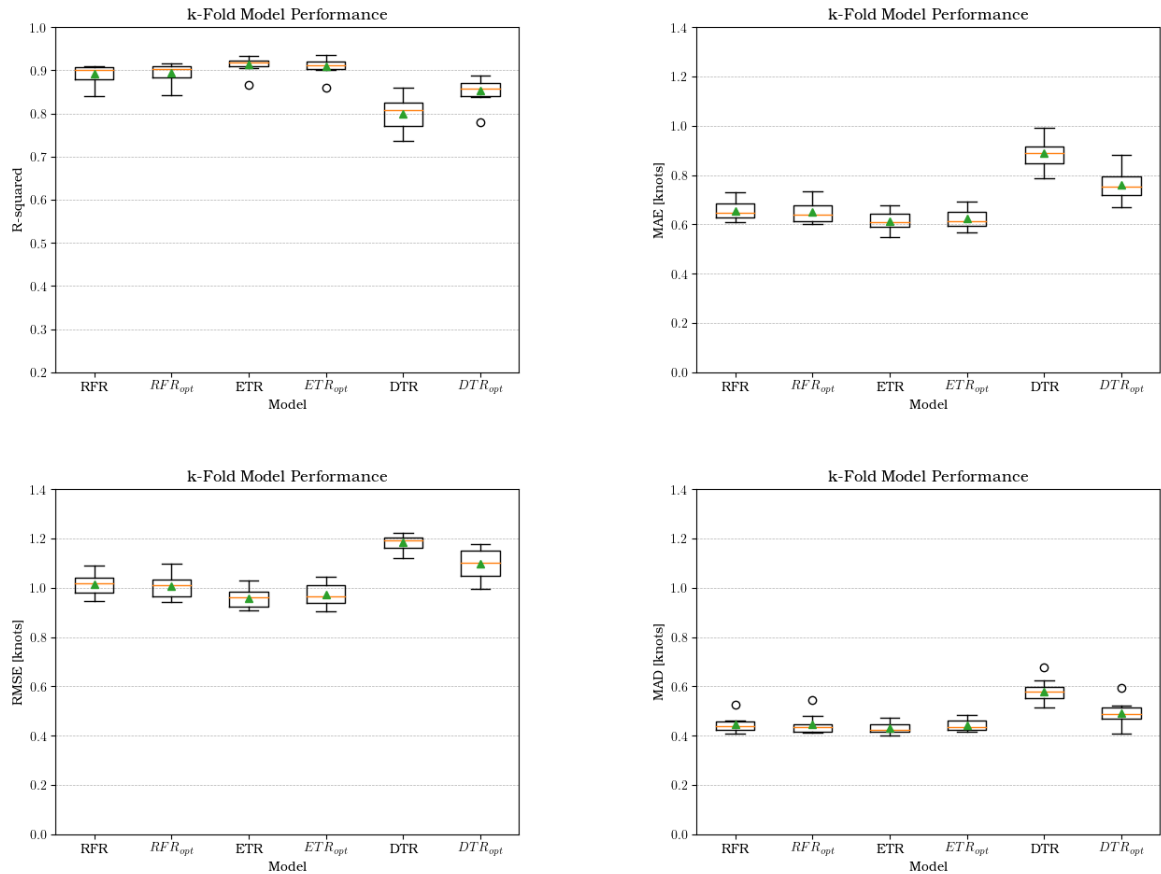 k-Fold Model Performance
R-squared
1.0
0.9
0.8
0.7
0.6
0.5
0.4
0.3
0.2
RFR RFR_opt ETR ETR_opt DTR DTR_opt
Model
k-Fold Model Performance
MAE [knots]
1.4
1.2
1.0
0.8
0.6
0.4
0.2
0.0
RFR RFR_opt ETR ETR_opt DTR DTR_opt
Model
k-Fold Model Performance
RMSE [knots]
1.4
1.2
1.0
0.8
0.6
0.4
0.2
0.0
RFR RFR_opt ETR ETR_opt DTR DTR_opt
Model
k-Fold Model Performance
MAD [knots]
1.4
1.2
1.0
0.8
0.6
0.4
0.2
0.0
RFR RFR_opt ETR ETR_opt DTR DTR_opt
Model